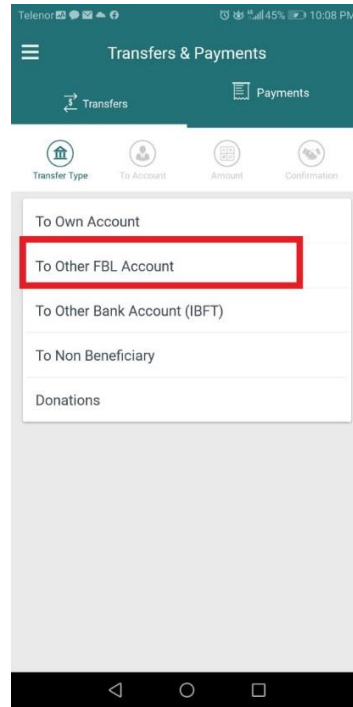 Telenor 45% 10:08 PM
Transfers & Payments
Transfers Payments
Transfer Type To Account Amount Confirmation
To Own Account
To Other FBL Account
To Other Bank Account (IBFT)
To Non Beneficiary
Donations